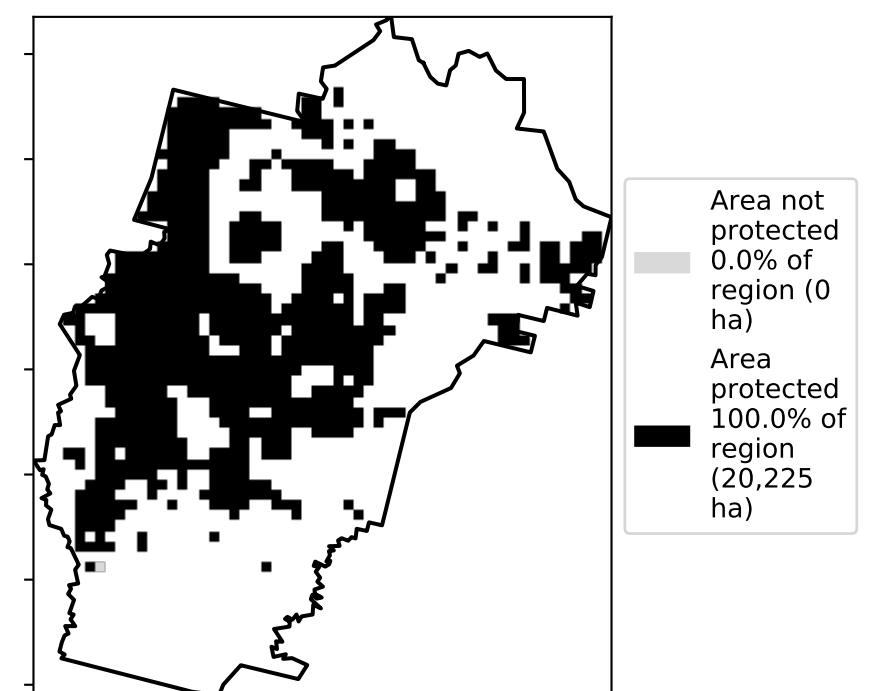 Area not
protected
0.0% of
region (0
ha)
Area
protected
100.0% of
region
(20,225
ha)